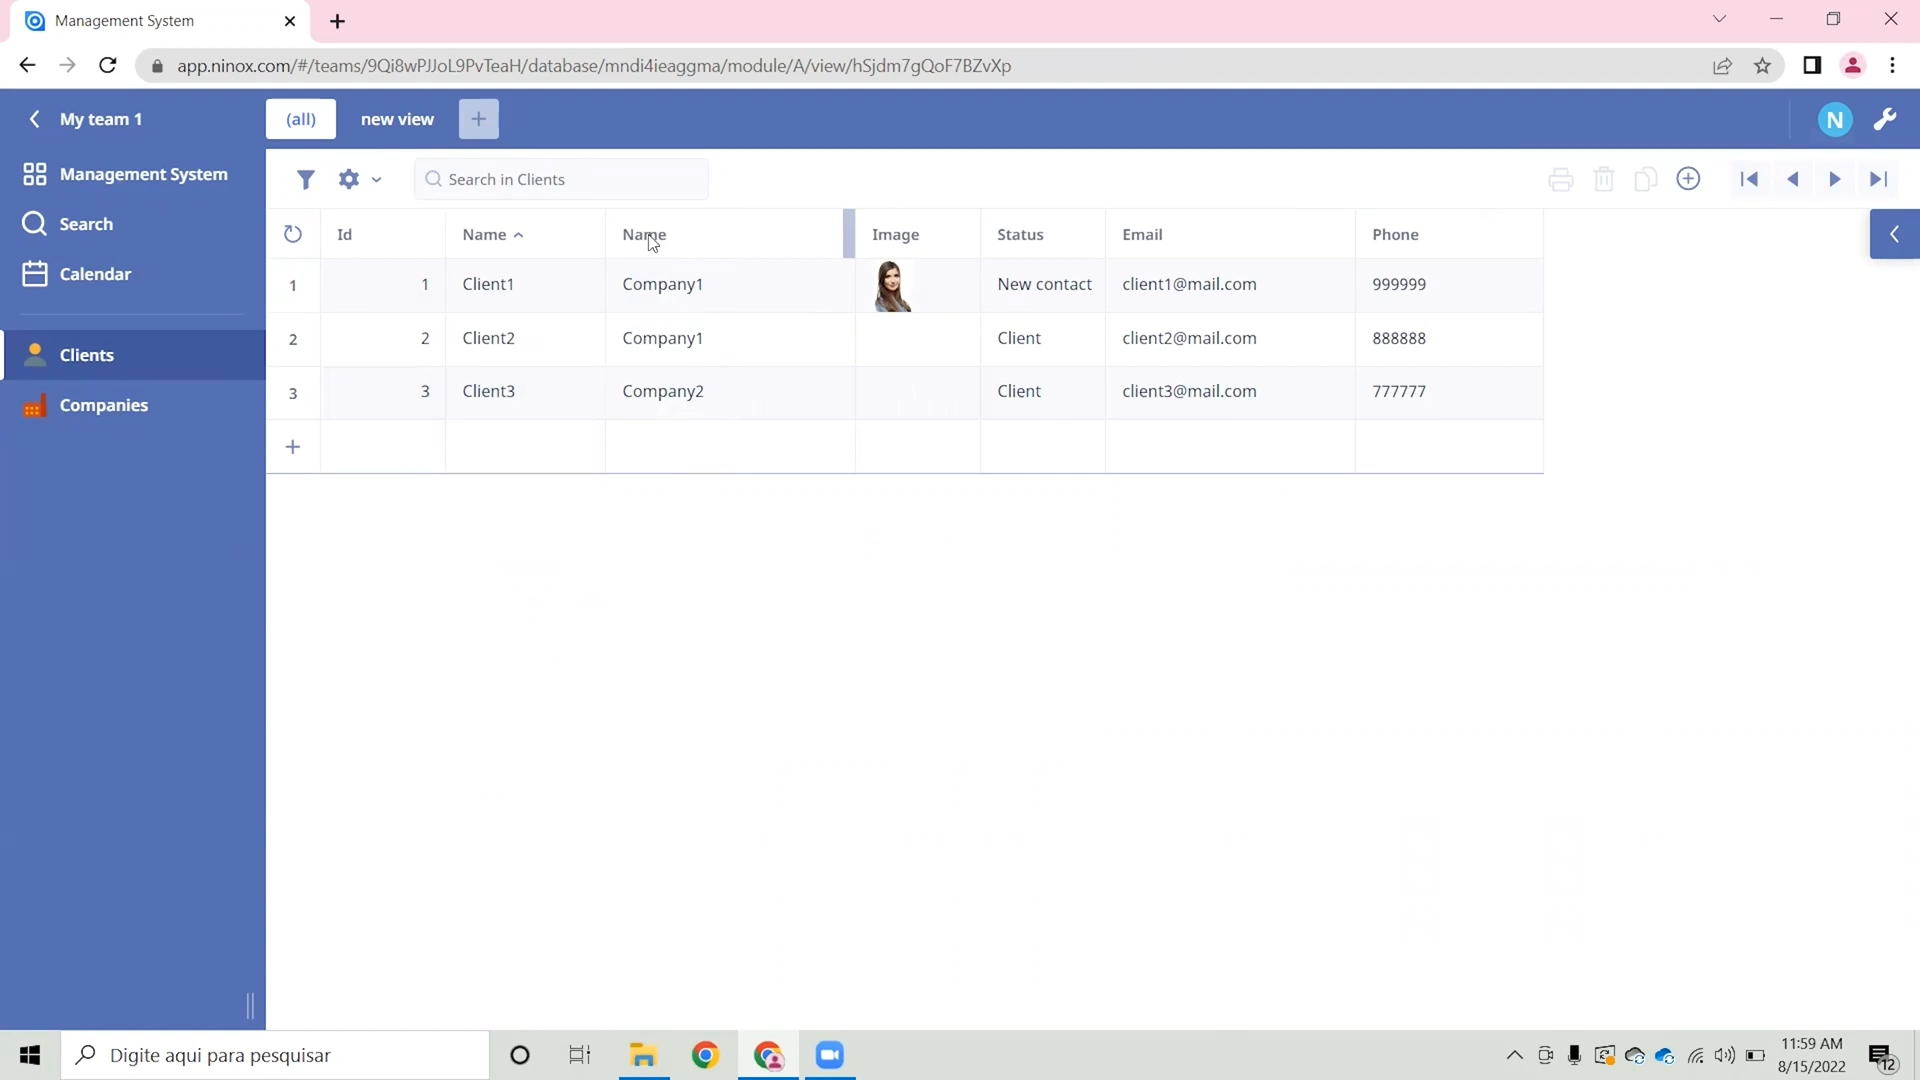 Management System
app.ninox.com/#/teams/9Qi8wPJJoL9PvTeaH/database/mndi4ieaggma/module/A/view/hSjdm7gQoF7BZvXp
My team 1
(all)
new view
N
Management System
Search in Clients
Search
Calendar
Clients
Companies
Id Name Name Image Status Email Phone
1 1 Client1 Company1 New contact client1@mail.com 999999
2 2 Client2 Company1 Client client2@mail.com 888888
3 3 Client3 Company2 Client client3@mail.com 777777
Digite aqui para pesquisar
11:59 AM
8/15/2022
12